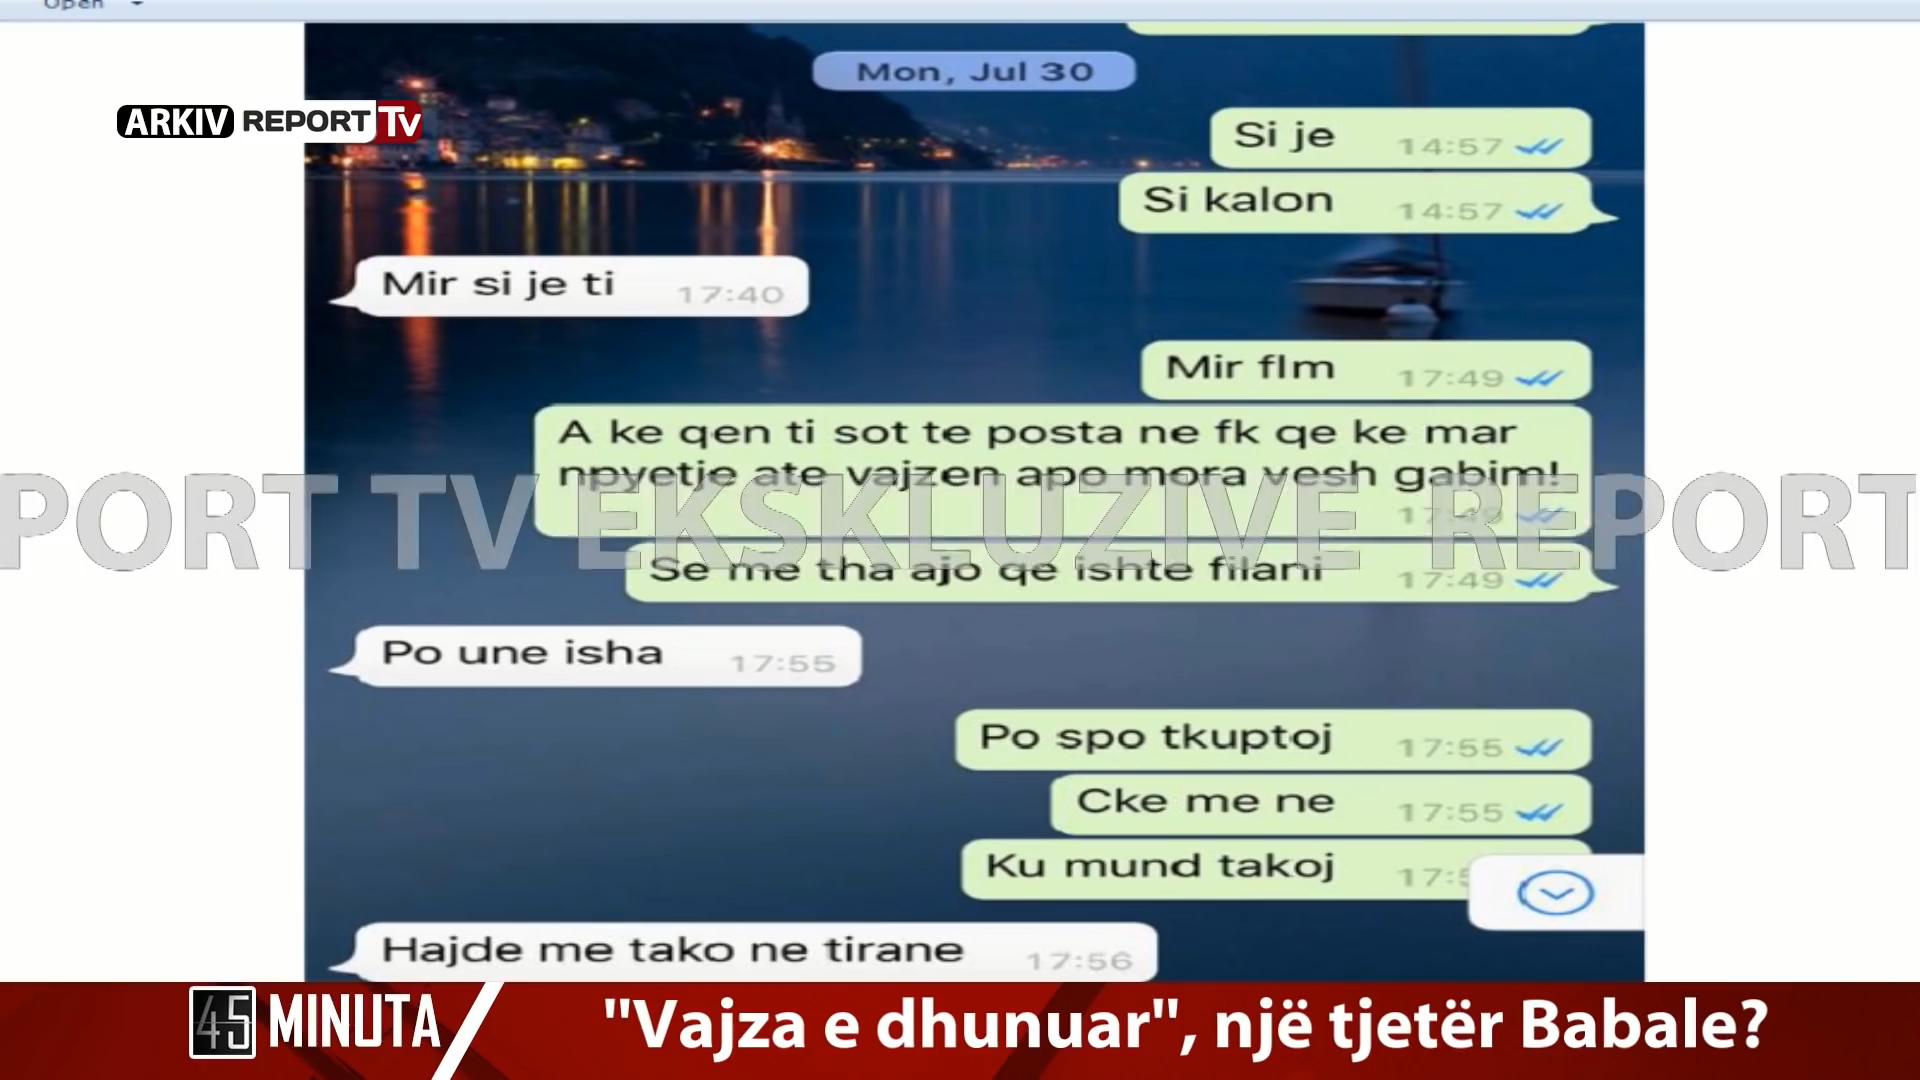 Open
Mon, Jul 30
ARKIV REPORT Tv
Si je 14:57
Si kalon 14:57
Mir si je ti 17:40
Mir flm 17:49
A ke qen ti sot te posta ne fk qe ke mar
npyetje ate vajzen apo mora vesh gabim!
17:49
PORT TV EKSKLUZIVE REPORT
Se me tha ajo qe ishte filani 17:49
Po une isha 17:55
Po spo tkuptoj 17:55
Cke me ne 17:55
Ku mund takoj
Hajde me tako ne tirane 17:56
45 MINUTA
"Vajza e dhunuar", një tjetër Babale?